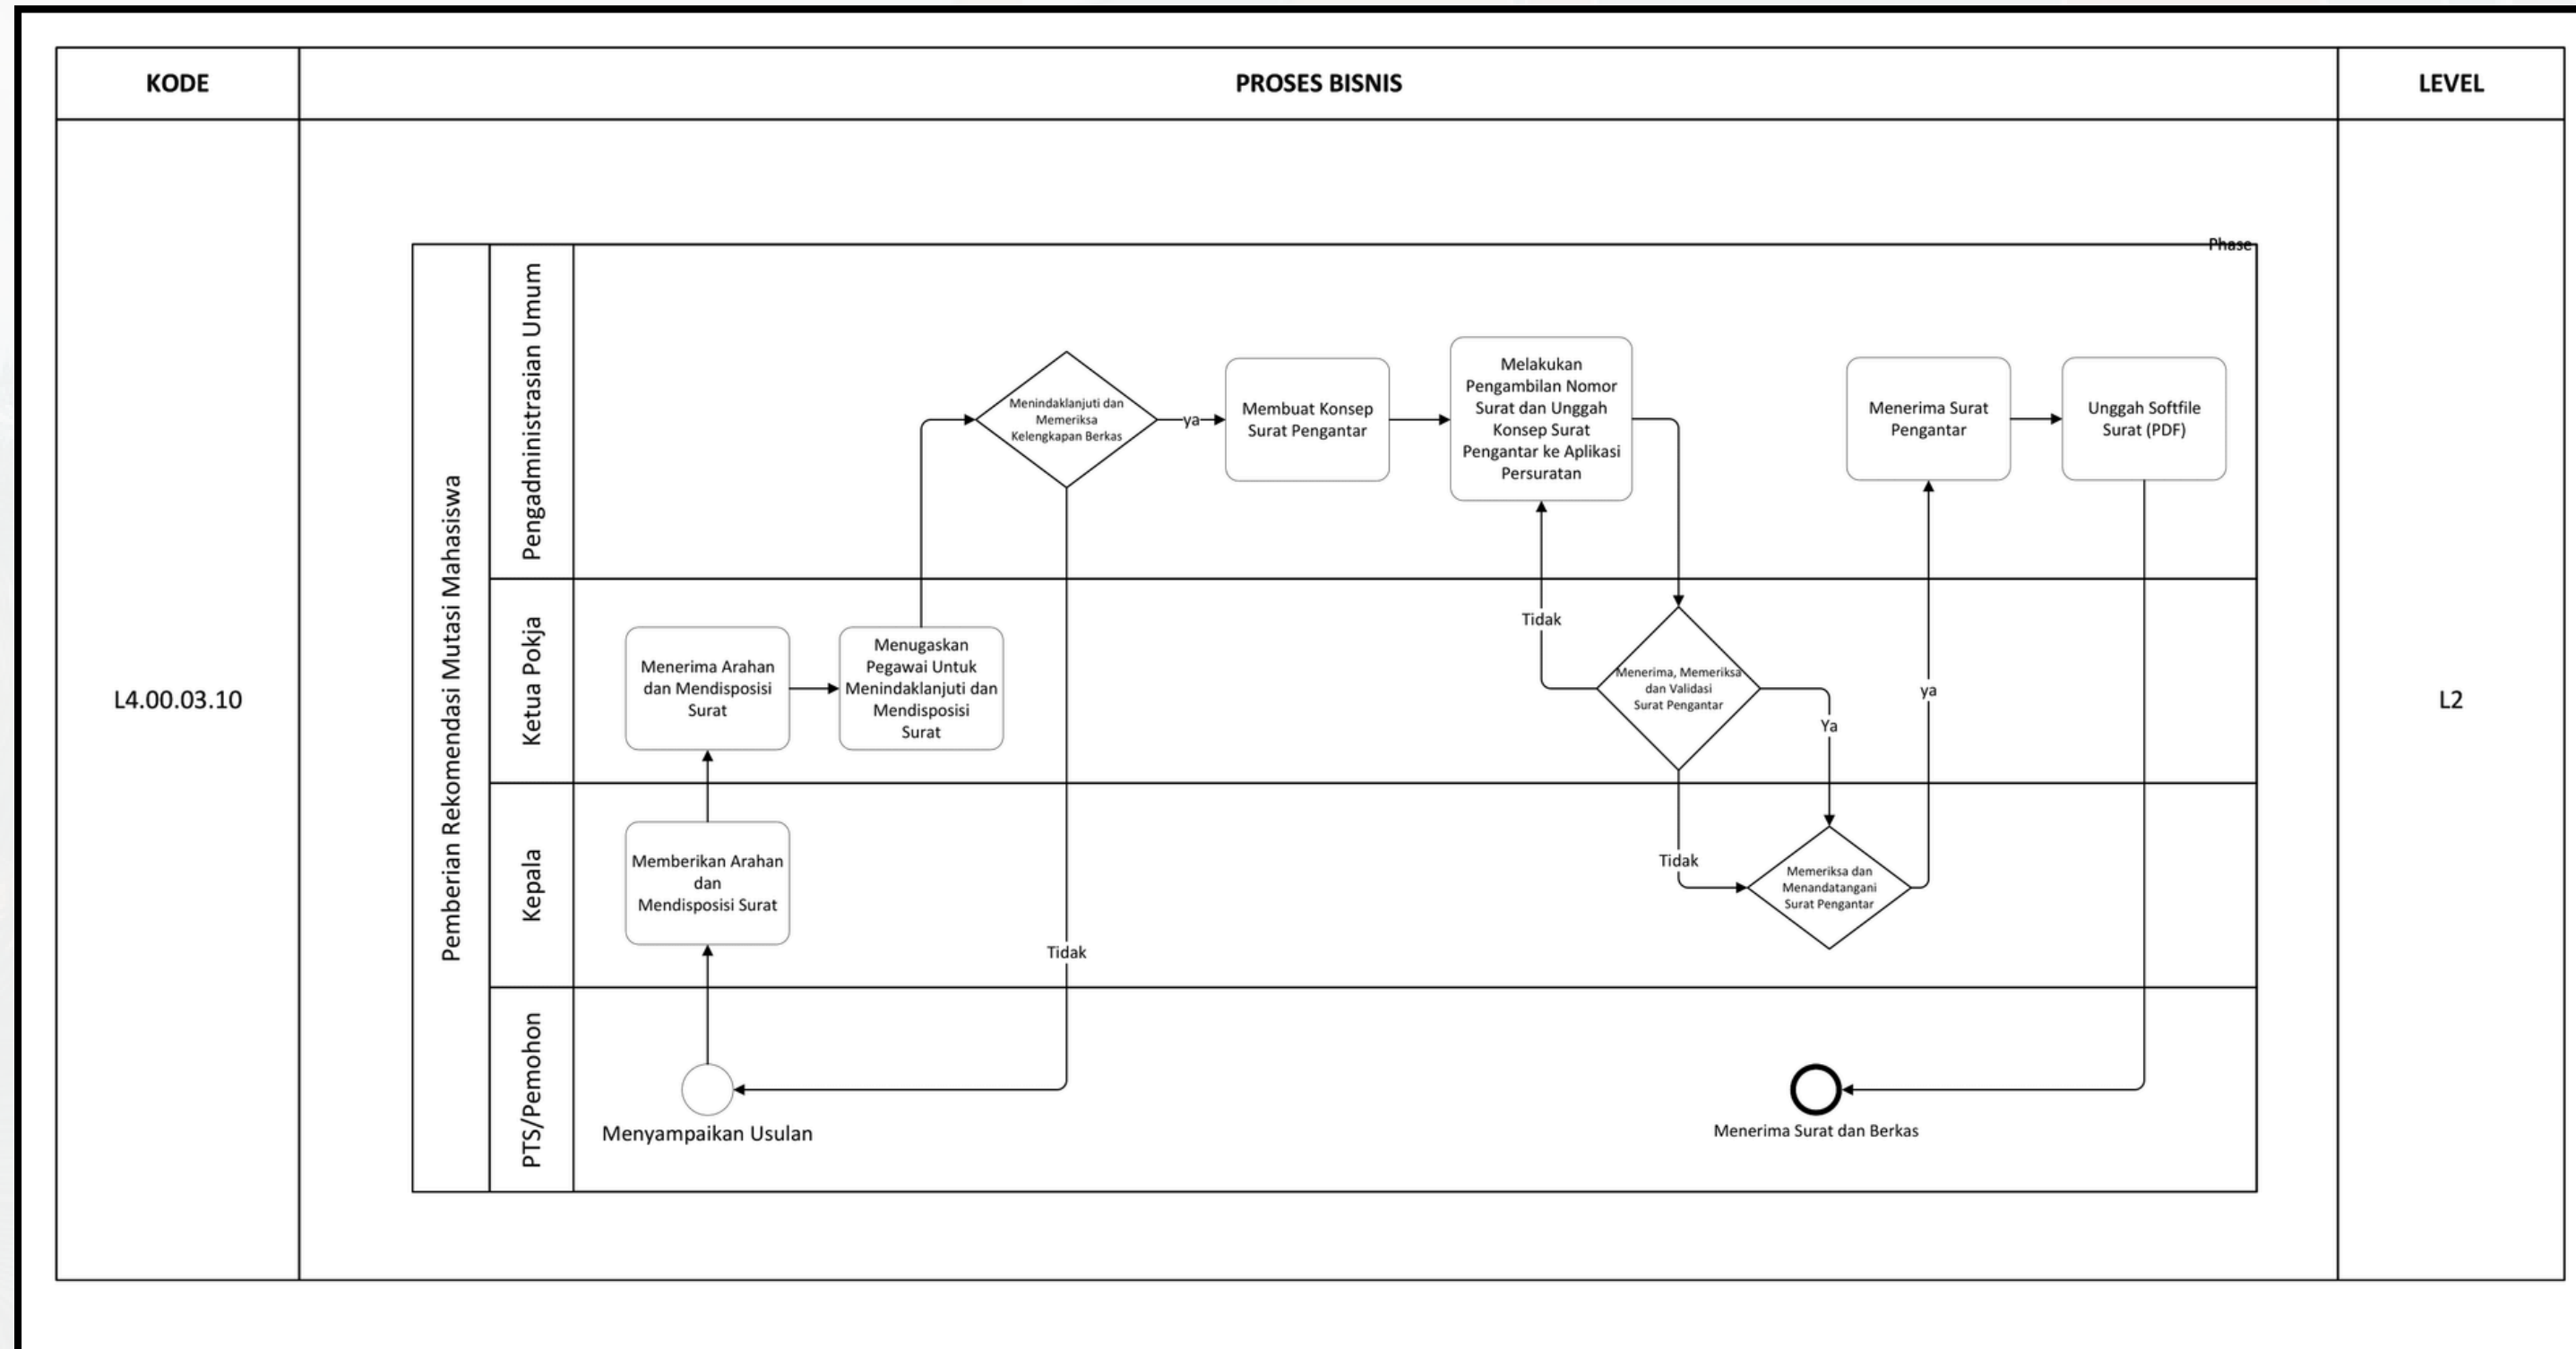 KODE
PROSES BISNIS
LEVEL
L4.00.03.10
L2
Phase
Pemberian Rekomendasi Mutasi Mahasiswa
Pengadministrasian Umum
Menindaklanjuti dan
Memeriksa
Kelengkapan Berkas
ya
Membuat Konsep
Surat Pengantar
Melakukan
Pengambilan Nomor
Surat dan Unggah
Konsep Surat
Pengantar ke Aplikasi
Persuratan
Menerima Surat
Pengantar
Unggah Softfile
Surat (PDF)
Ketua Pokja
Menerima Arahan
dan Mendisposisi
Surat
Menugaskan
Pegawai Untuk
Menindaklanjuti dan
Mendisposisi
Surat
Tidak
Menerima, Memeriksa
dan Validasi
Surat Pengantar
Ya
ya
Kepala
Memberikan Arahan
dan
Mendisposisi Surat
Tidak
Tidak
Memeriksa dan
Menandatangani
Surat Pengantar
PTS/Pemohon
Menyampaikan Usulan
Menerima Surat dan Berkas